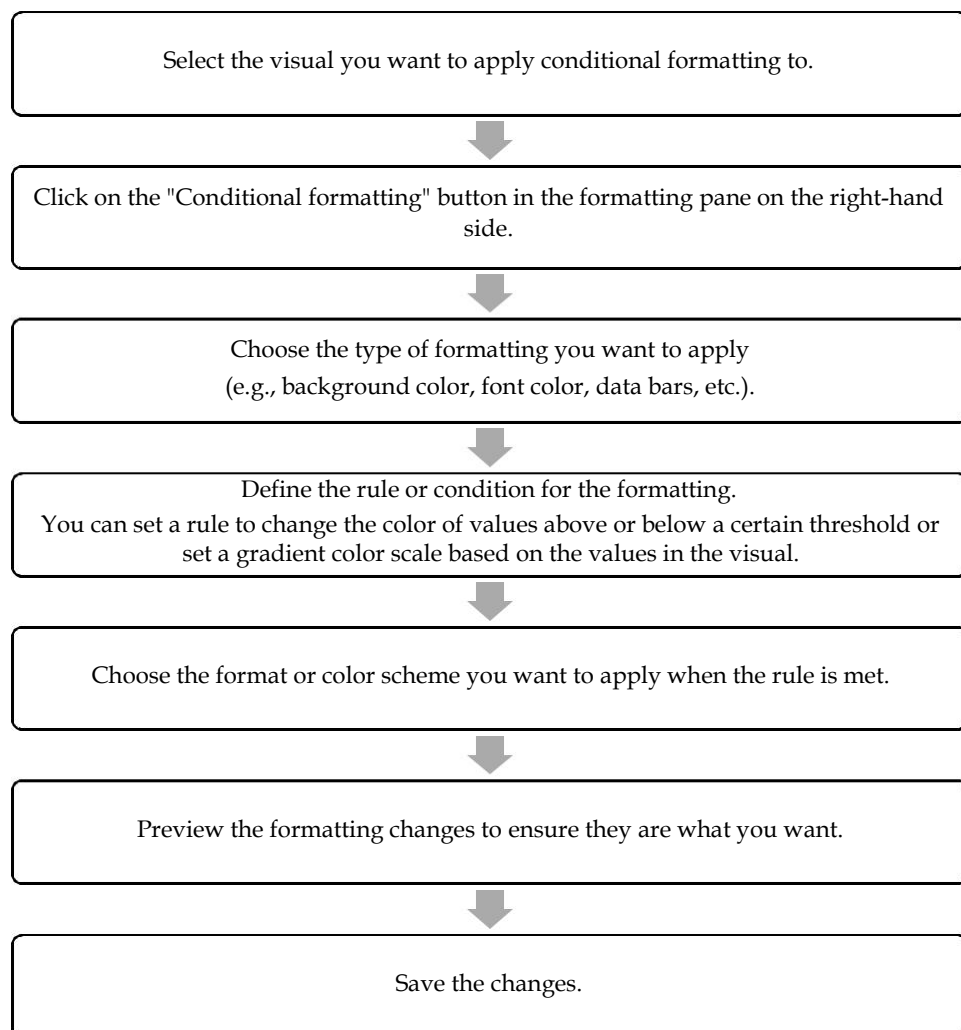 Select the visual you want to apply conditional formatting to.
Click on the "Conditional formatting" button in the formatting pane on the right-hand
side.
Choose the type of formatting you want to apply
(e.g., background color, font color, data bars, etc.).
Define the rule or condition for the formatting.
You can set a rule to change the color of values above or below a certain threshold or
set a gradient color scale based on the values in the visual.
Choose the format or color scheme you want to apply when the rule is met.
Preview the formatting changes to ensure they are what you want.
Save the changes.